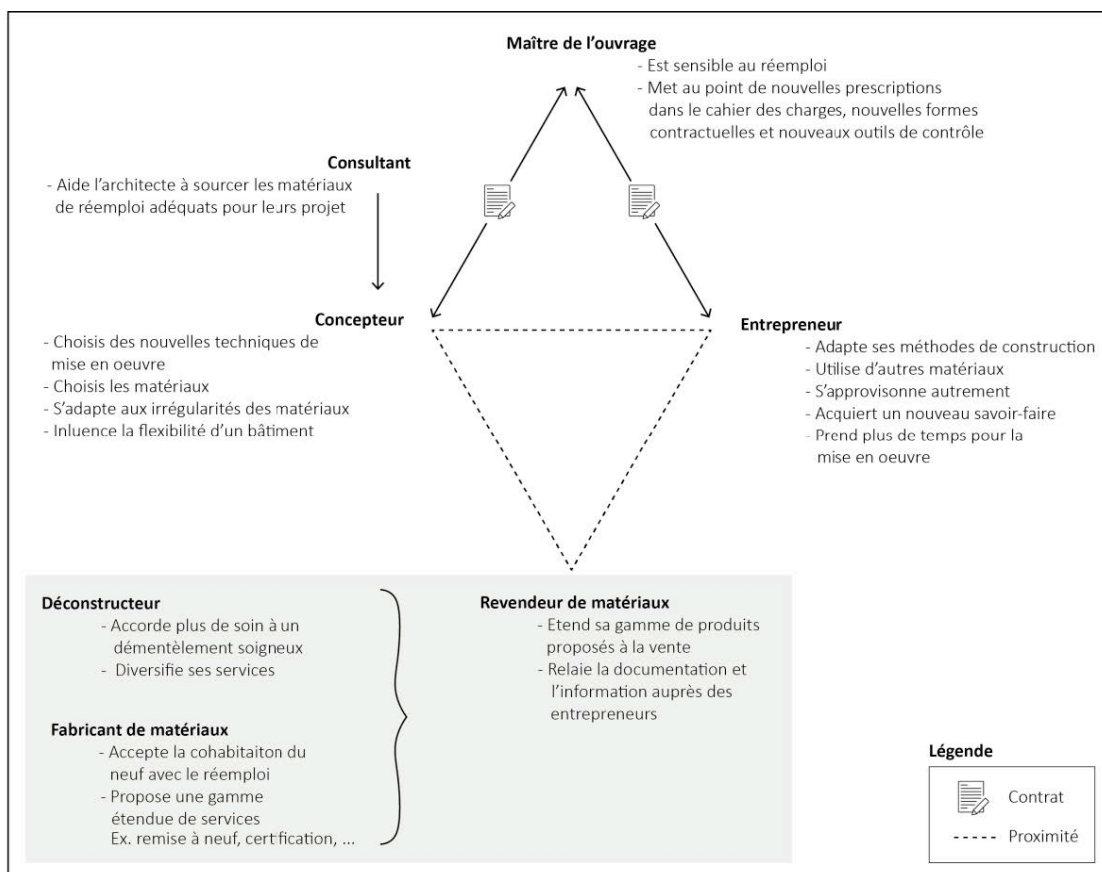 Maître de l'ouvrage
- Est sensible au réemploi
- Met au point de nouvelles prescriptions
dans le cahier des charges, nouvelles formes
contractuelles et nouveaux outils de contrôle
Consultant
- Aide l'architecte à sourcer les matériaux
de réemploi adéquats pour leurs projet
Concepteur
- Choisis des nouvelles techniques de
mise en oeuvre
- Choisis les matériaux
- S'adapte aux irrégularités des matériaux
- Inluence la flexibilité d'un bâtiment
Entrepreneur
- Adapte ses méthodes de construction
- Utilise d'autres matériaux
- S'approvisonne autrement
- Acquiert un nouveau savoir-faire
- Prend plus de temps pour la
mise en oeuvre
Déconstructeur
- Accorde plus de soin à un
démentèlement soigneux
- Diversifie ses services
Fabricant de matériaux
- Accepte la cohabitaiton du
neuf avec le réemploi
- Propose une gamme
étendue de services
Ex. remise à neuf, certification, ...
Revendeur de matériaux
- Etend sa gamme de produits
proposés à la vente
- Relaie la documentation et
l'information auprès des
entrepreneurs
Légende
Contrat
Proximité